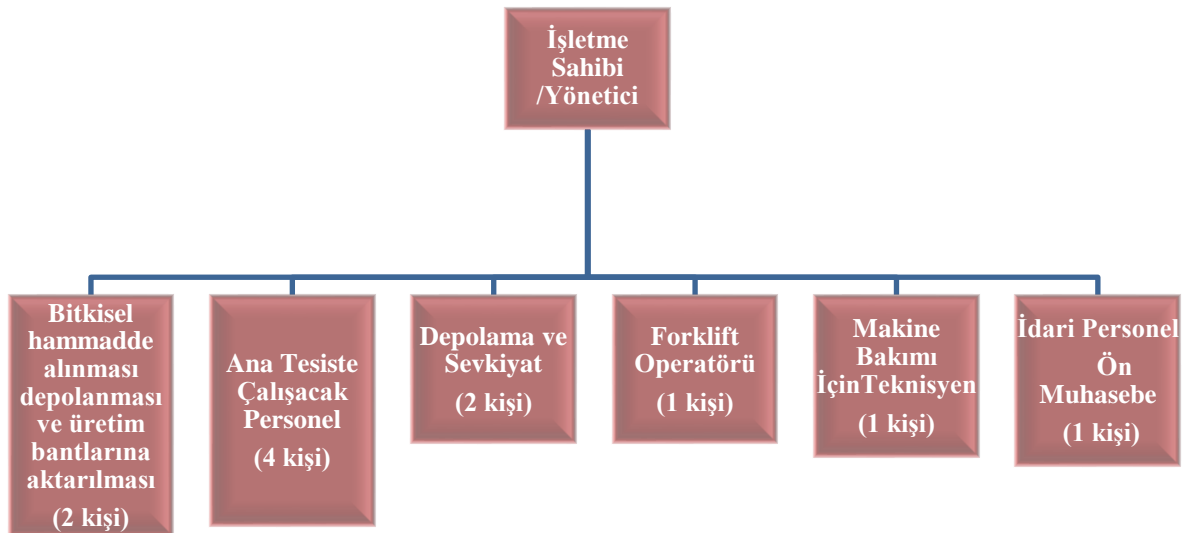 İşletme
Sahibi
/Yönetici
Bitkisel
hammadde
alınması
depolanması
ve üretim
bantlarına
aktarılması
(2 kişi)
Ana Tesiste
Çalışacak
Personel
(4 kişi)
Depolama ve
Sevkiyat
(2 kişi)
Forklift
Operatörü
(1 kişi)
Makine
Bakımı
İçinTeknisyen
(1 kişi)
İdari Personel
Ön
Muhasebe
(1 kişi)